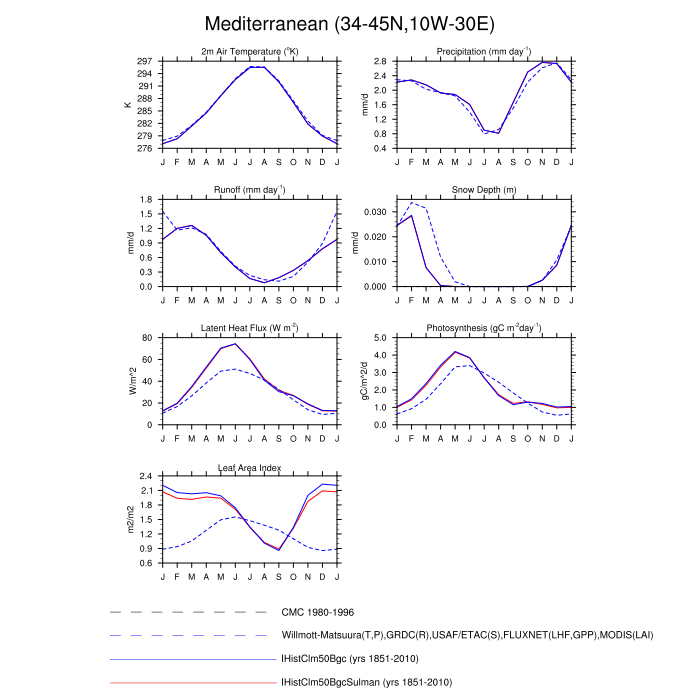 Mediterranean (34-45N,10W-30E)
2m Air Temperature (°K)
Precipitation (mm day⁻¹)
297
294
291
288
285
282
279
276
K
J F M A M J J A S O N D J
2.8
2.4
2.0
1.6
1.2
0.8
0.4
mm/d
J F M A M J J A S O N D J
Runoff (mm day⁻¹)
Snow Depth (m)
1.8
1.5
1.2
0.9
0.6
0.3
0.0
mm/d
J F M A M J J A S O N D J
0.030
0.020
0.010
0.000
mm/d
J F M A M J J A S O N D J
Latent Heat Flux (W m⁻²)
Photosynthesis (gC m⁻²day⁻¹)
80
60
40
20
0
W/m^2
J F M A M J J A S O N D J
5.0
4.0
3.0
2.0
1.0
0.0
gC/m^2/d
J F M A M J J A S O N D J
Leaf Area Index
2.4
2.1
1.8
1.5
1.2
0.9
0.6
m2/m2
J F M A M J J A S O N D J
CMC 1980-1996
Willmott-Matsuura(T,P),GRDC(R),USAF/ETAC(S),FLUXNET(LHF,GPP),MODIS(LAI)
IHistClm50Bgc (yrs 1851-2010)
IHistClm50BgcSulman (yrs 1851-2010)